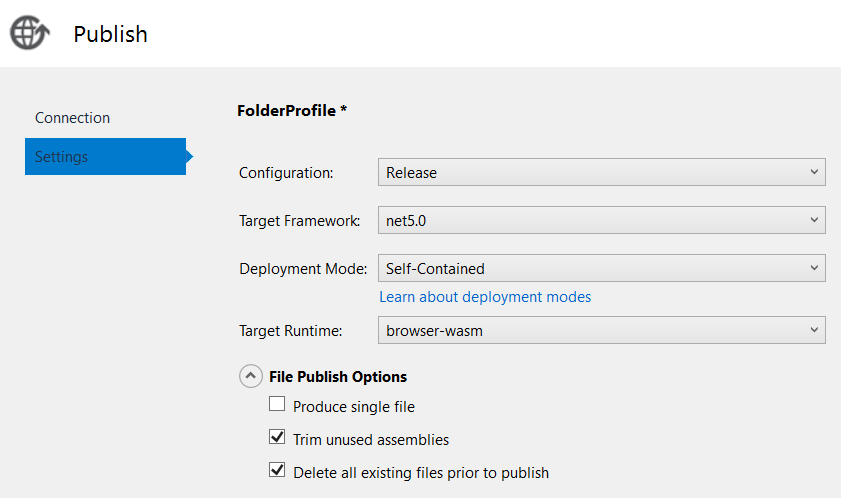 Publish
Connection
Settings
FolderProfile *
Configuration: Release
Target Framework: net5.0
Deployment Mode: Self-Contained
Learn about deployment modes
Target Runtime: browser-wasm
File Publish Options
Produce single file
Trim unused assemblies
Delete all existing files prior to publish